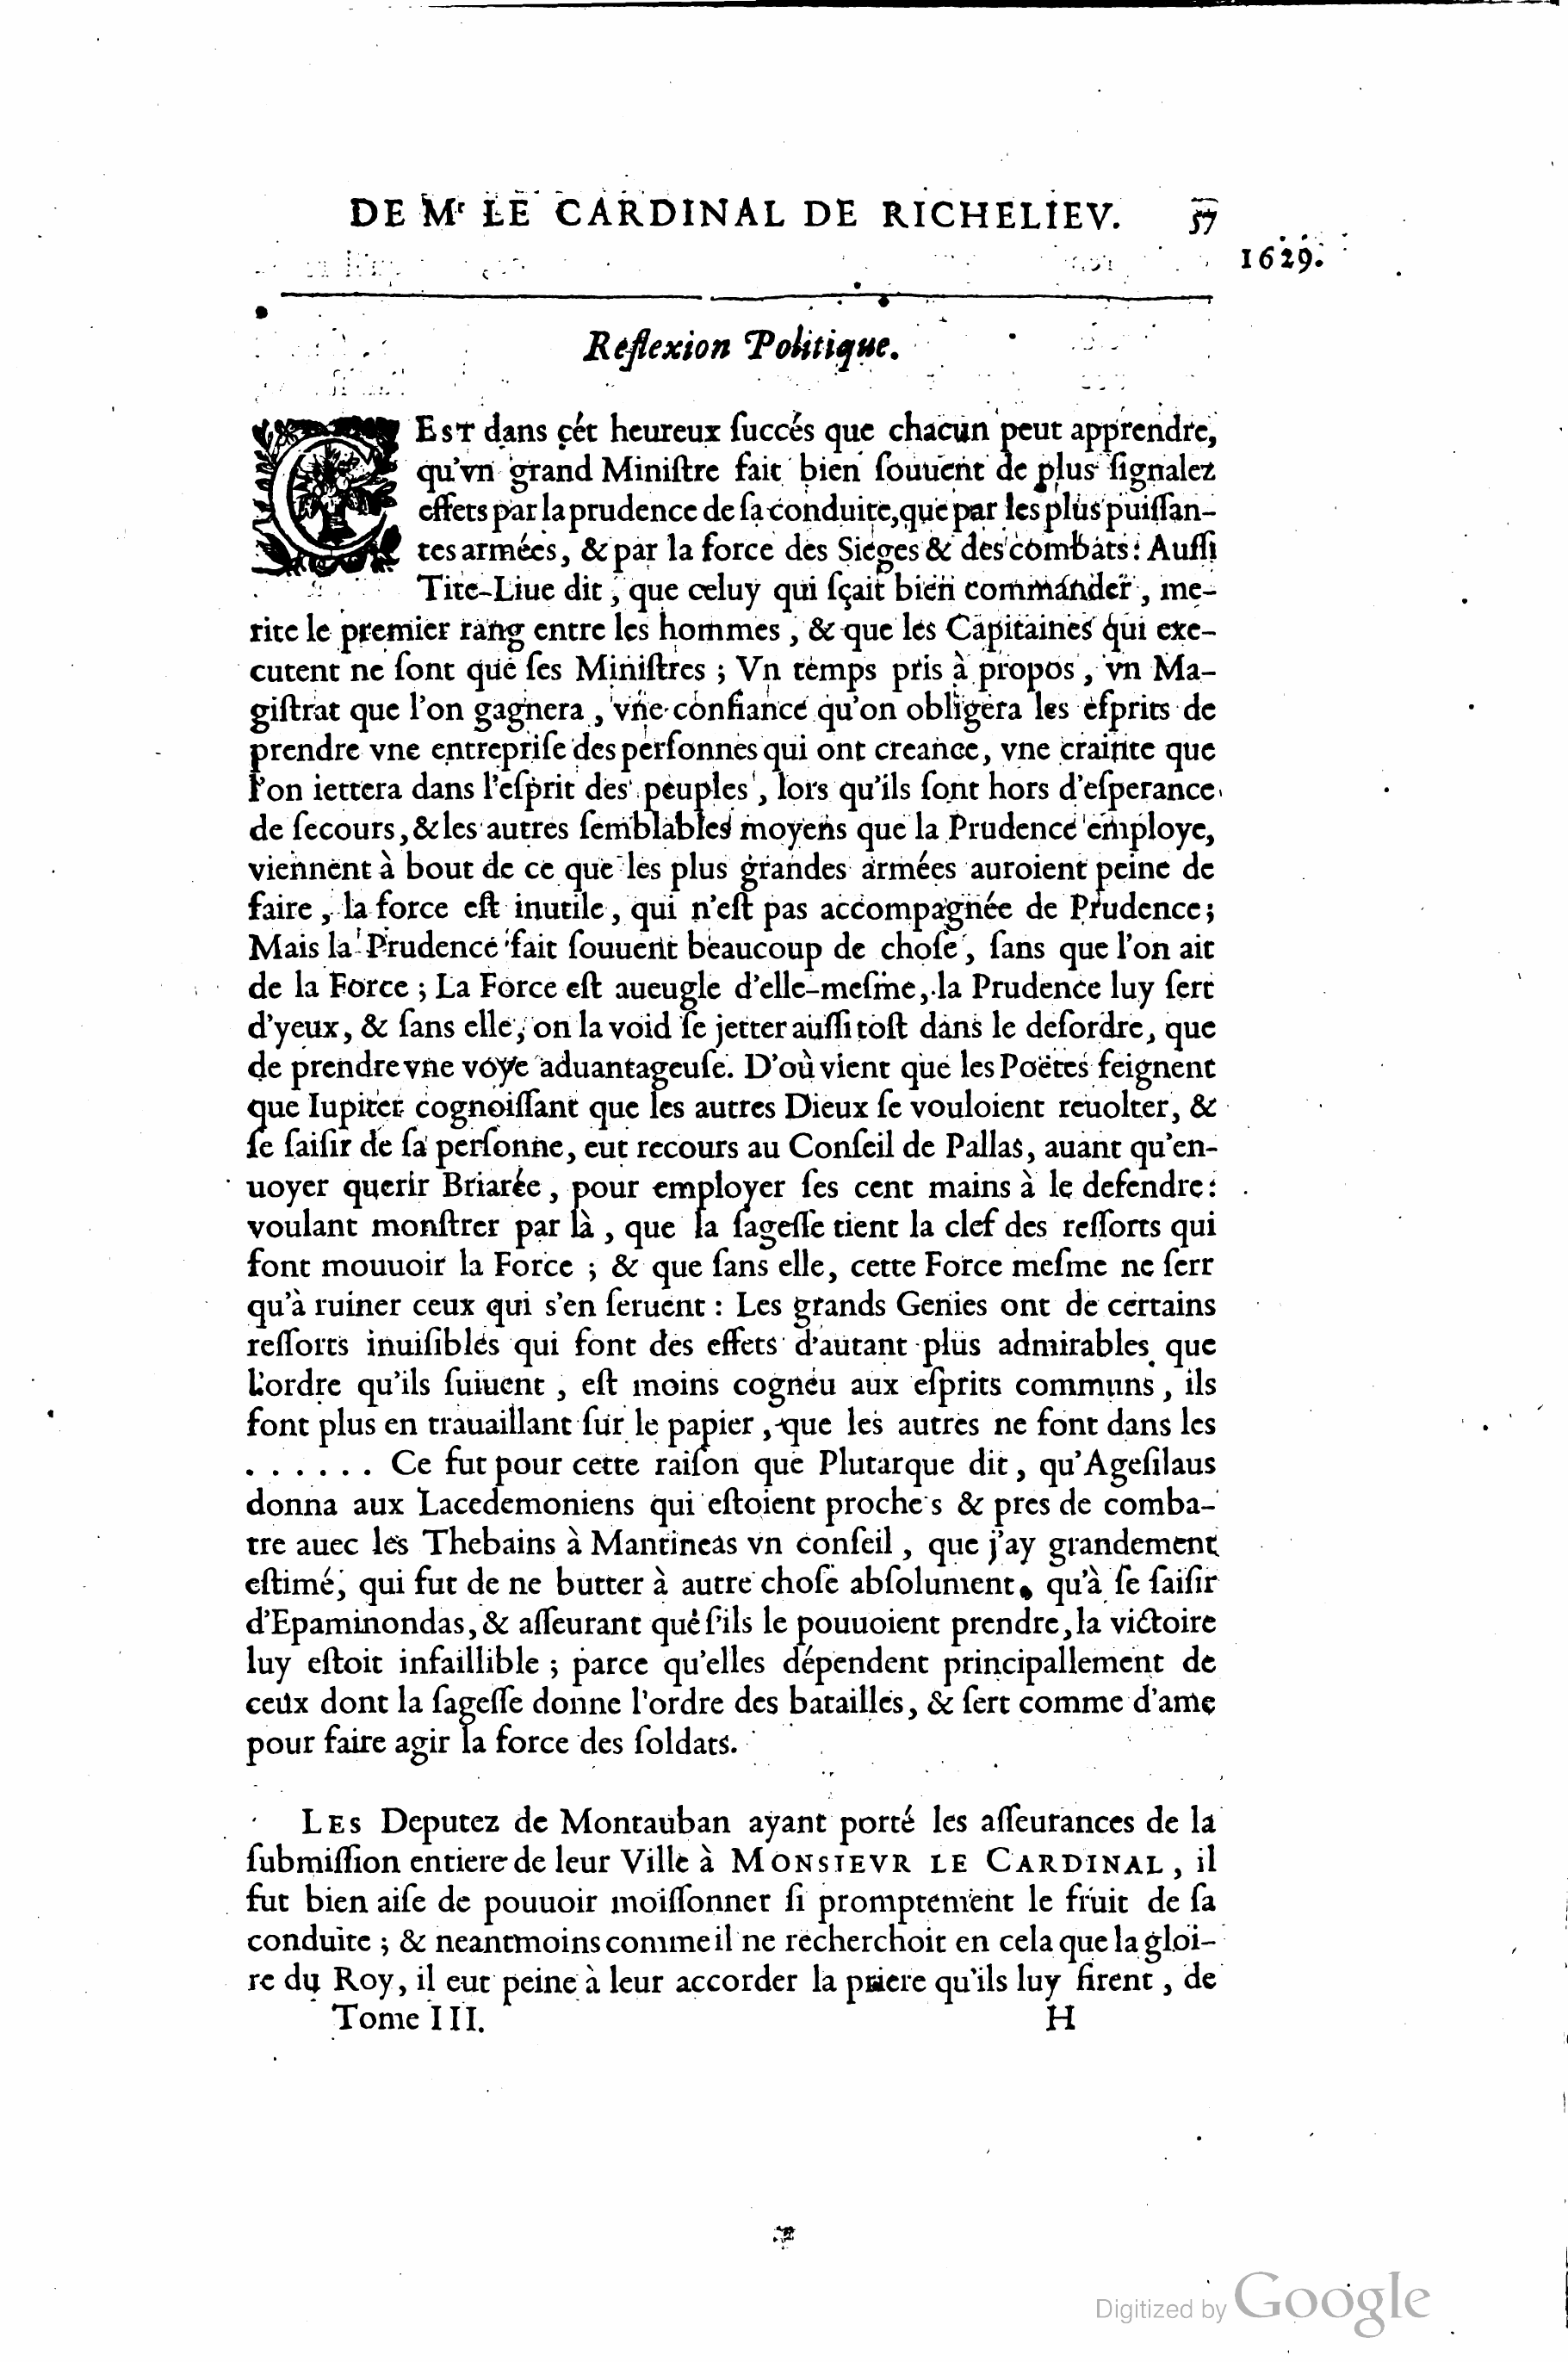 DE Mr LE CARDINAL DE RICHELIEV. 57
1629.
Reflexion Politique.
CEST dans çét heureux ſuccés que chacun peut apprendre,
qu'vn grand Miniſtre fait bien ſouuent de plus ſignalez
effets par la prudence de ſa conduite, que par les plus puiſſan-
tes armées, & par la force des Sieges & des combats: Auſſi
Tite-Liue dit, que celuy qui ſçait bien commander, me-
rite le premier rang entre les hommes, & que les Capitaines qui exe-
cutent ne ſont que ſes Miniſtres ; Vn temps pris à propos, vn Ma-
giſtrat que l'on gagnera, vne confiance qu'on obligera les eſprits de
prendre vne entrepriſe des perſonnes qui ont creance, vne crainte que
l'on iettera dans l'eſprit des peuples, lors qu'ils ſont hors d'eſperance
de ſecours, & les autres ſemblables moyens que la Prudence employe,
viennent à bout de ce que les plus grandes armées auroient peine de
faire, la force eſt inutile, qui n'eſt pas accompagnée de Prudence;
Mais la Prudence fait ſouuent beaucoup de choſe, ſans que l'on ait
de la Force ; La Force eſt aueugle d'elle-meſme, la Prudence luy ſert
d'yeux, & ſans elle, on la void ſe jetter auſſi toſt dans le deſordre, que
de prendre vne voye aduantageuſe. D'où vient que les Poëtes feignent
que Iupiter cognoiſſant que les autres Dieux ſe vouloient reuolter, &
ſe ſaiſir de ſa perſonne, eut recours au Conſeil de Pallas, auant qu'en-
uoyer querir Briarée, pour employer ſes cent mains à le defendre:
voulant monſtrer par là, que la ſageſſe tient la clef des reſſorts qui
font mouuoir la Force ; & que ſans elle, cette Force meſme ne ſerr
qu'à ruiner ceux qui s'en ſeruent : Les grands Genies ont de certains
reſſorts inuiſibles qui font des effets d'autant plus admirables que
l'ordre qu'ils ſuiuent, eſt moins cogneu aux eſprits communs, ils
font plus en trauaillant ſur le papier, que les autres ne font dans les
. . . . . . Ce fut pour cette raiſon que Plutarque dit, qu'Ageſilaus
donna aux Lacedemoniens qui eſtoient proches & pres de comba-
tre auec les Thebains à Mantineas vn conſeil, que j'ay grandement
eſtimé, qui fut de ne butter à autre choſe abſolument, qu'à ſe ſaiſir
d'Epaminondas, & aſſeurant que ſ'ils le pouuoient prendre, la victoire
luy eſtoit infaillible ; parce qu'elles dépendent principallement de
ceux dont la ſageſſe donne l'ordre des batailles, & ſert comme d'ame
pour faire agir la force des ſoldats.
LES Deputez de Montauban ayant porté les aſſeurances de la
ſubmiſſion entiere de leur Ville à MONSIEVR LE CARDINAL, il
fut bien aiſe de pouuoir moiſſonner ſi promptement le fruit de ſa
conduite ; & neantmoins comme il ne recherchoit en cela que la gloi-
re du Roy, il eut peine à leur accorder la priere qu'ils luy firent, de
Tome III. H
Digitized by Google